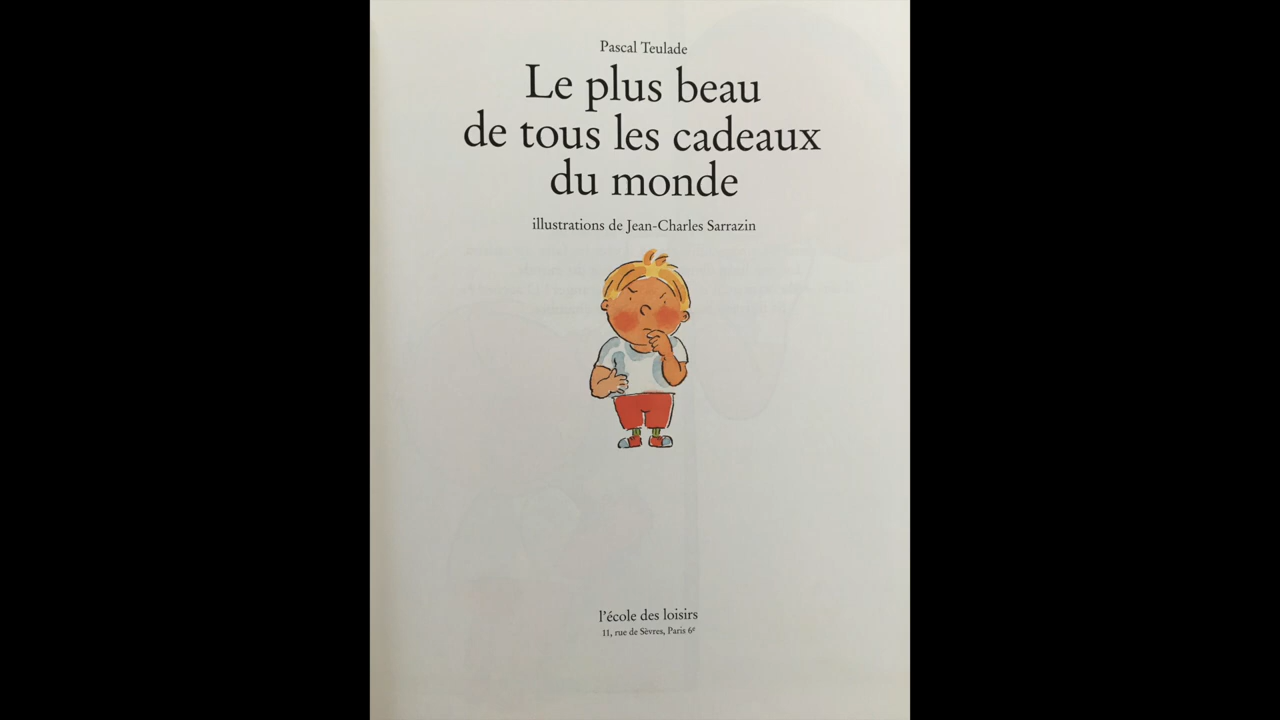 Pascal Teulade
Le plus beau
de tous les cadeaux
du monde
illustrations de Jean-Charles Sarrazin
l'école des loisirs
11, rue de Sèvres, Paris 6e